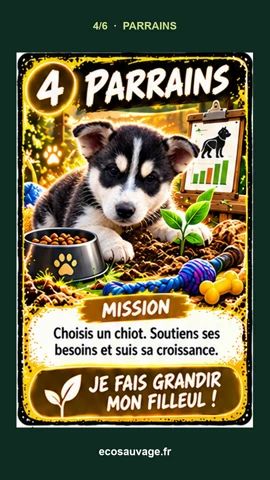 4/6 · PARRAINS
4 PARRAINS
MISSION
Choisis un chiot. Soutiens ses
besoins et suis sa croissance.
JE FAIS GRANDIR
MON FILLEUL !
ecosauvage.fr